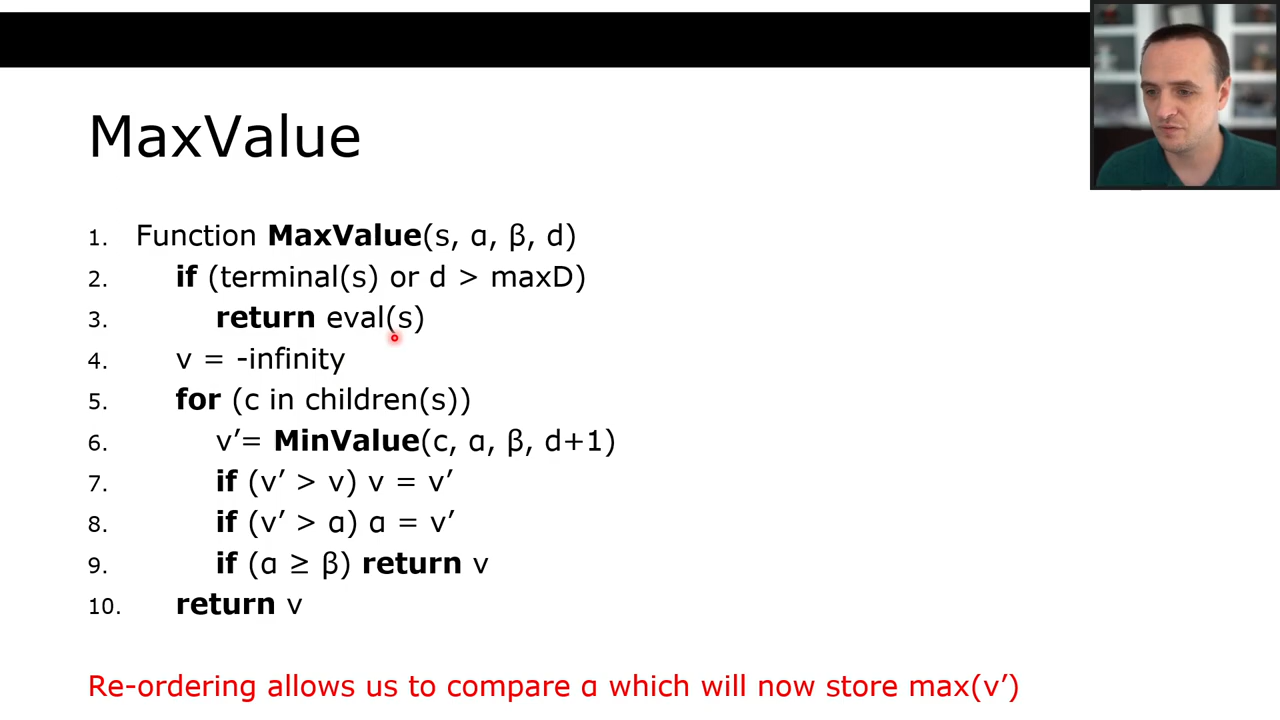 MaxValue
1. Function MaxValue(s, α, β, d)
2. if (terminal(s) or d > maxD)
3. return eval(s)
4. v = -infinity
5. for (c in children(s))
6. v’= MinValue(c, α, β, d+1)
7. if (v’ > v) v = v’
8. if (v’ > α) α = v’
9. if (α ≥ β) return v
10. return v
Re-ordering allows us to compare α which will now store max(v’)